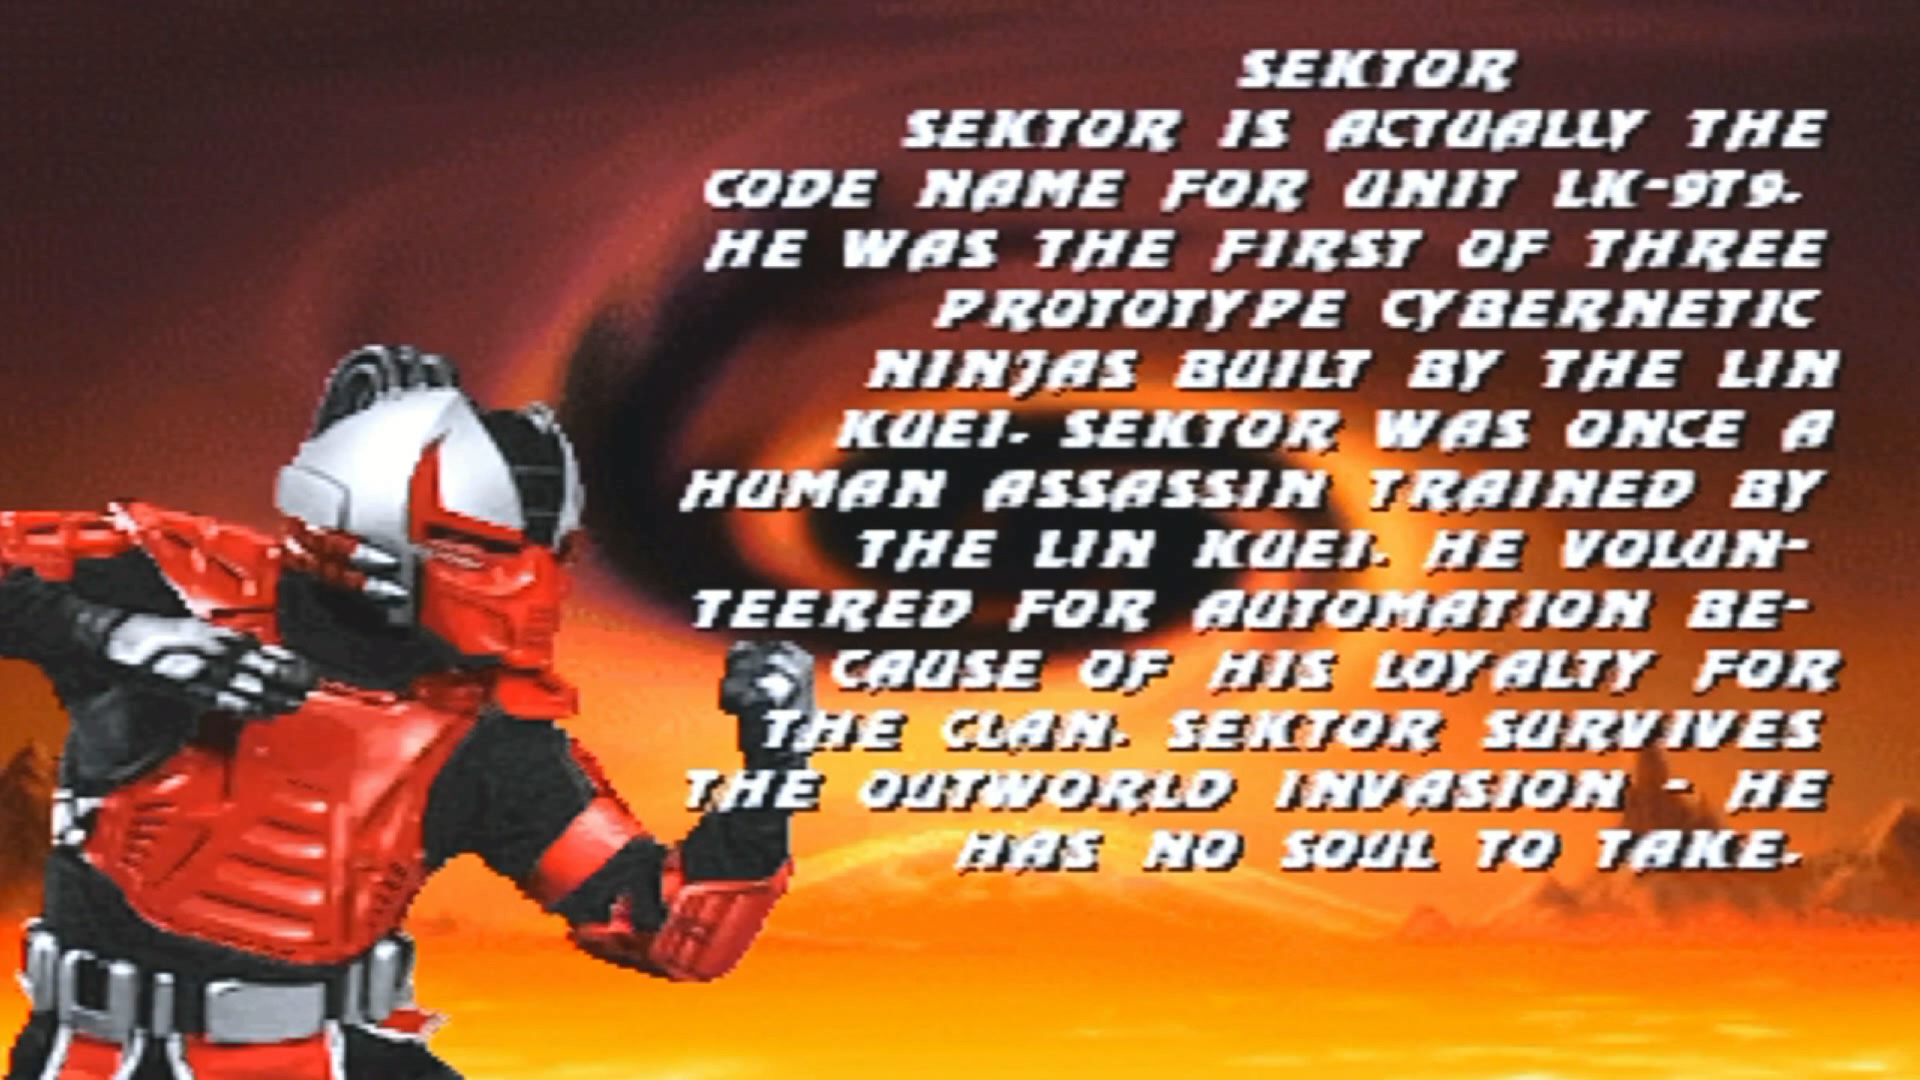 SEKTOR
SEKTOR IS ACTUALLY THE
CODE NAME FOR UNIT LK-9T9.
HE WAS THE FIRST OF THREE
PROTOTYPE CYBERNETIC
NINJAS BUILT BY THE LIN
KUEI. SEKTOR WAS ONCE A
HUMAN ASSASSIN TRAINED BY
THE LIN KUEI. HE VOLUN-
TEERED FOR AUTOMATION BE-
CAUSE OF HIS LOYALTY FOR
THE CLAN. SEKTOR SURVIVES
THE OUTWORLD INVASION - HE
HAS NO SOUL TO TAKE.